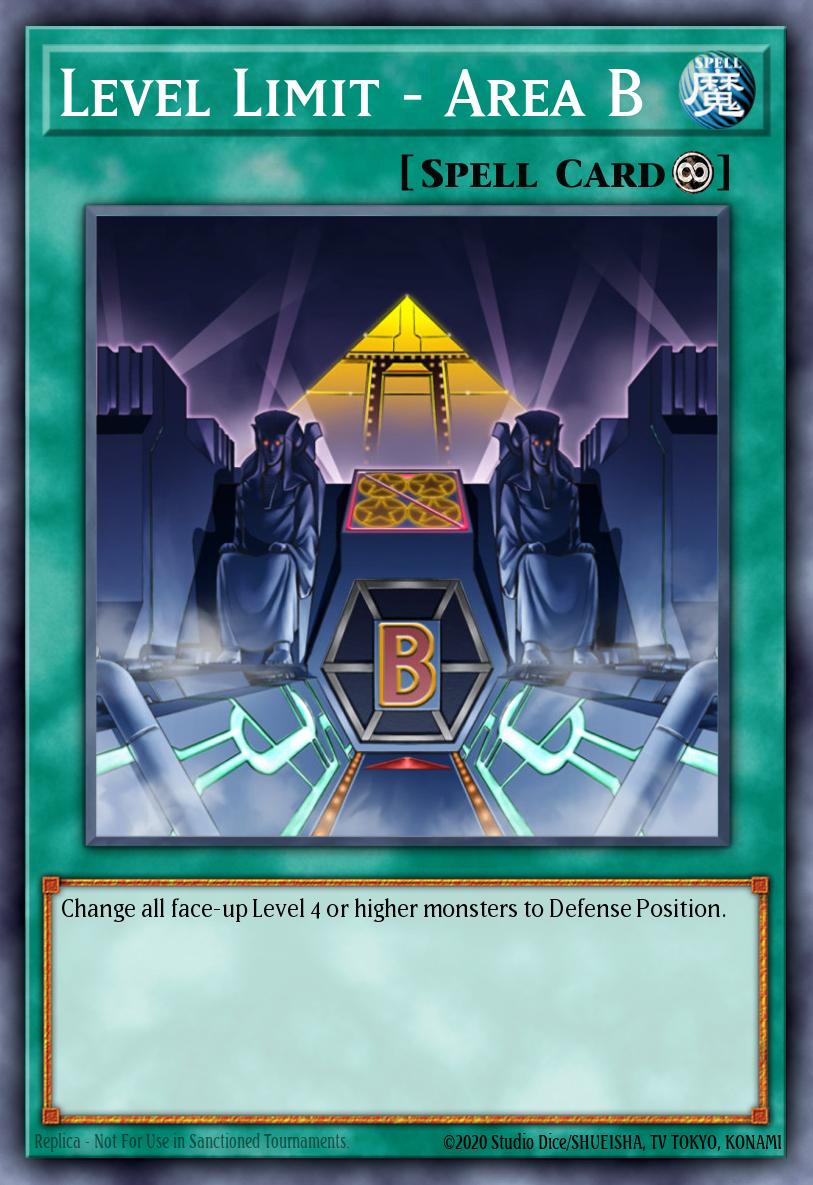 Level Limit - Area B
SPELL
魔
[Spell Card]
B
Change all face-up Level 4 or higher monsters to Defense Position.
Replica - Not For Use in Sanctioned Tournaments.
©2020 Studio Dice/SHUEISHA, TV TOKYO, KONAMI